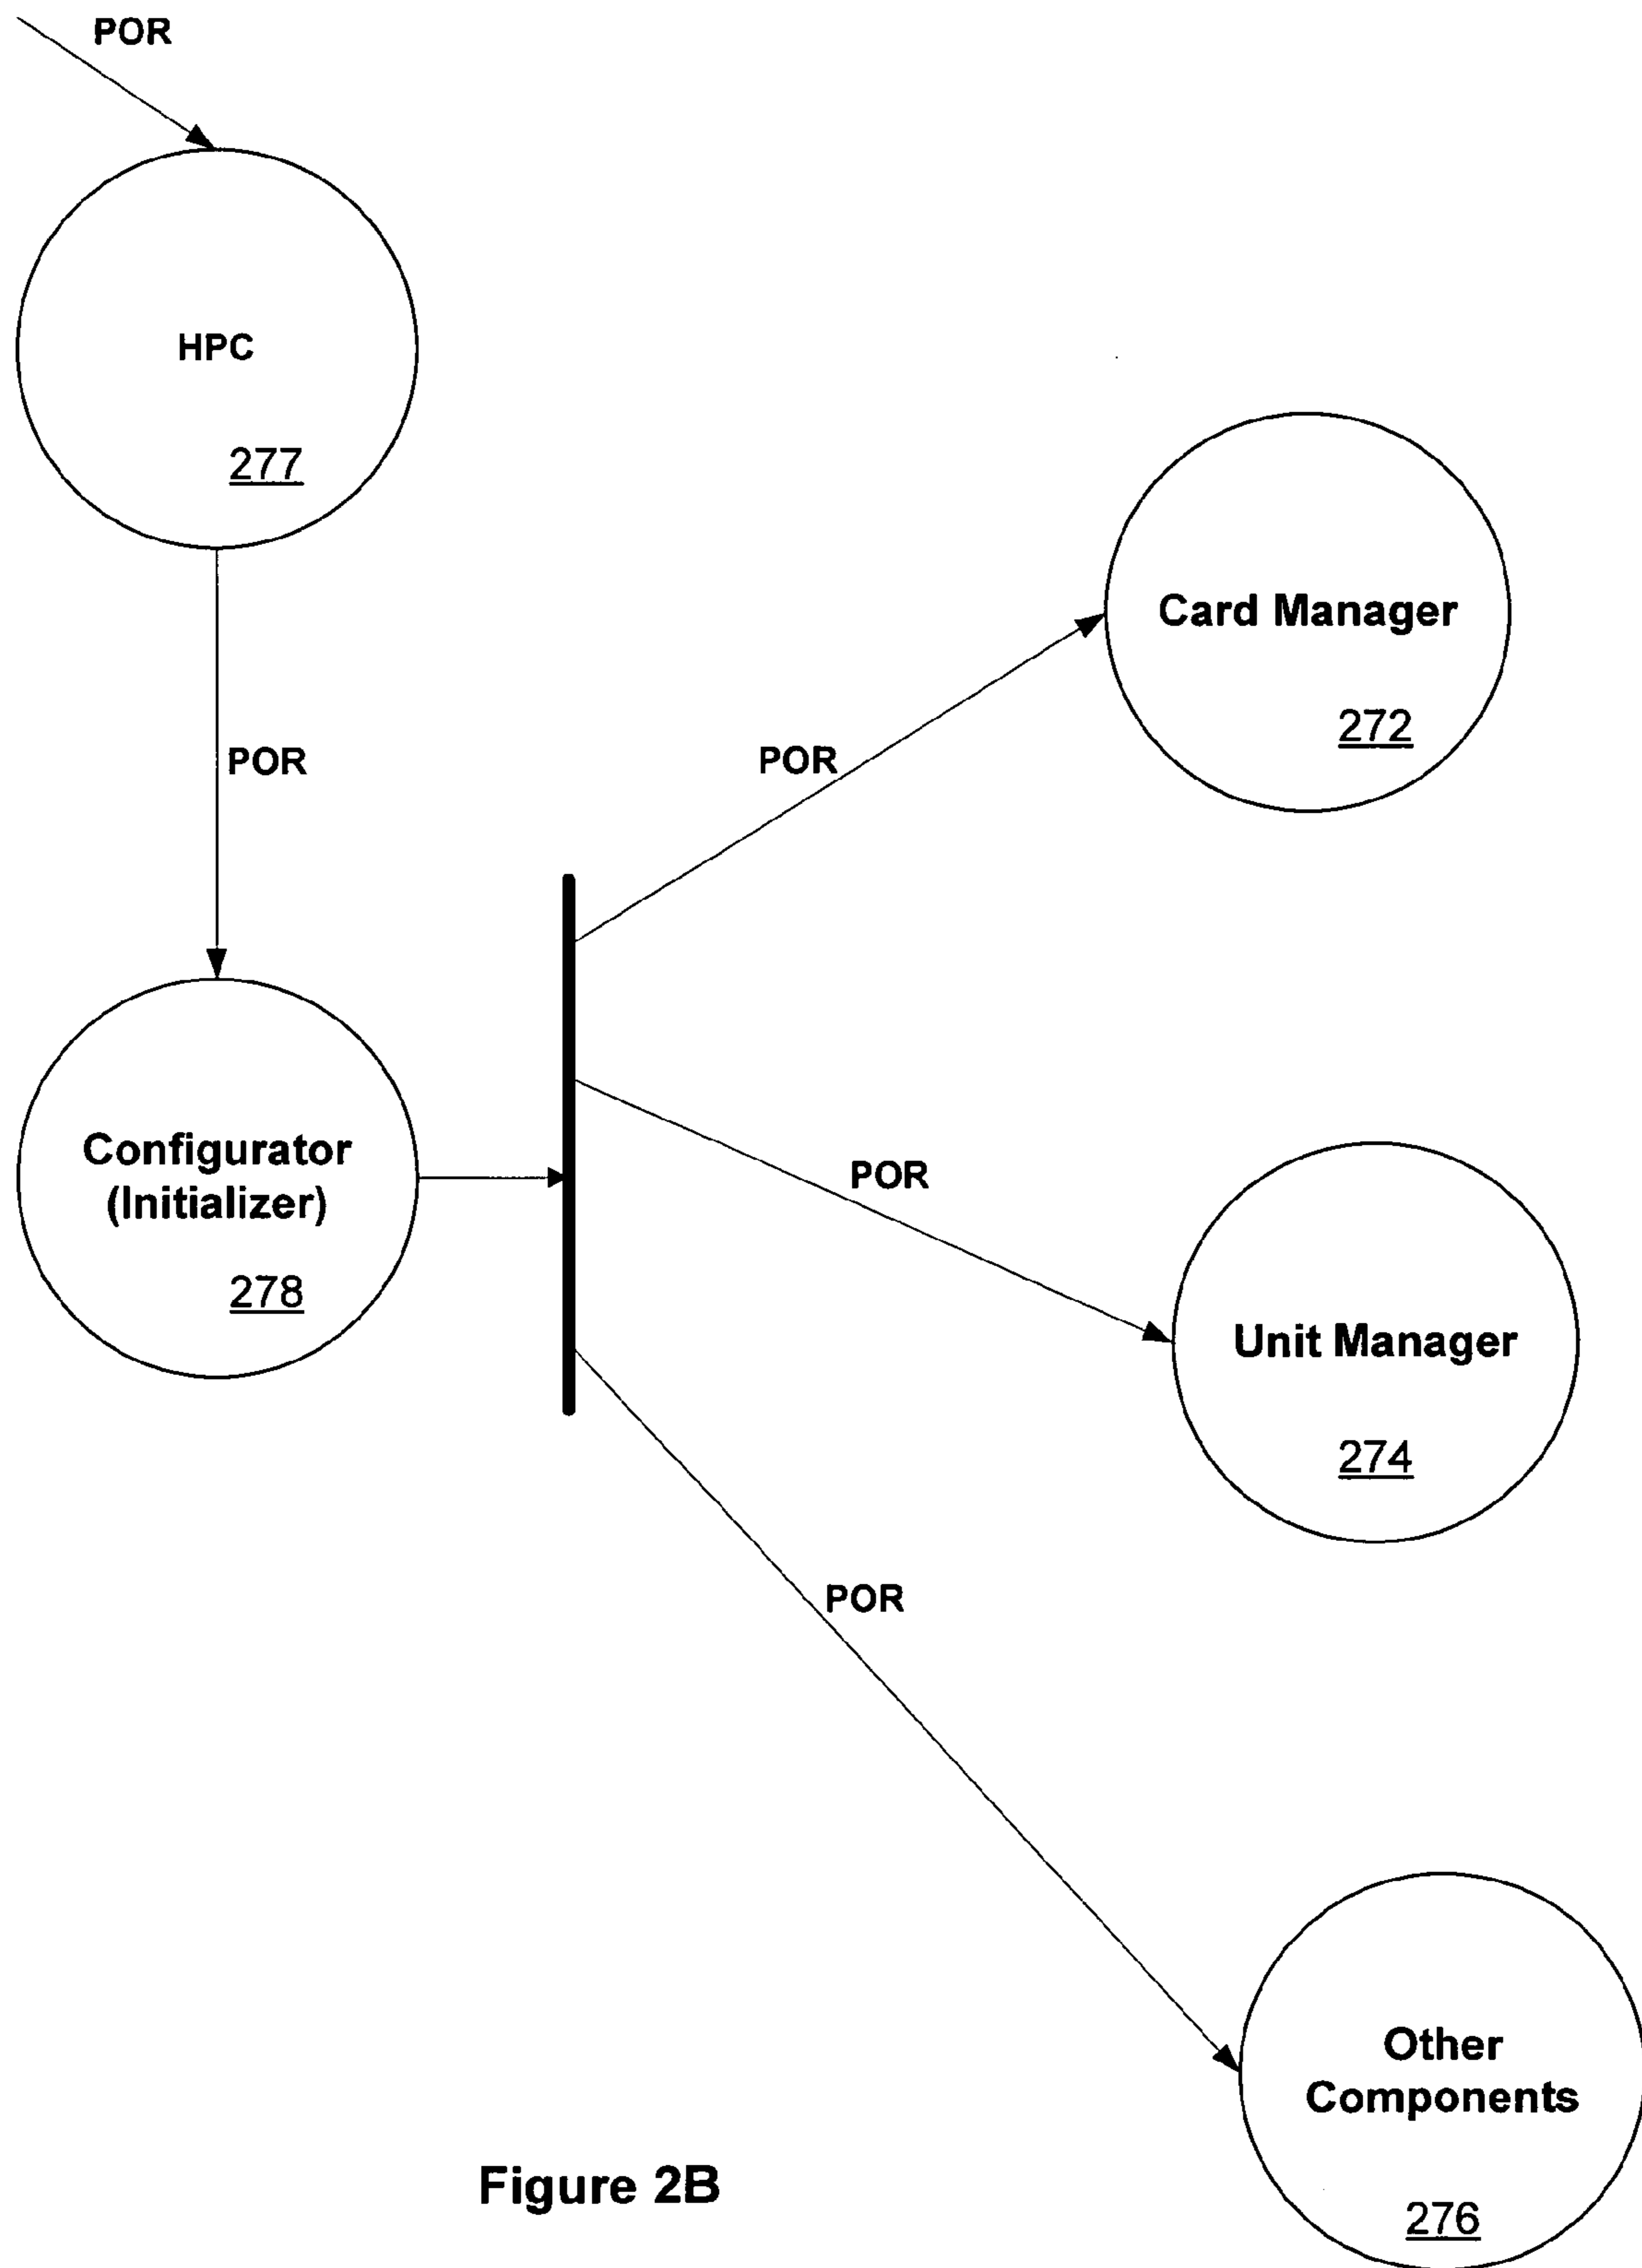 POR
HPC
277
Card Manager
272
POR
POR
Configurator
(Initializer)
278
POR
Unit Manager
274
POR
Other
Components
276
Figure 2B